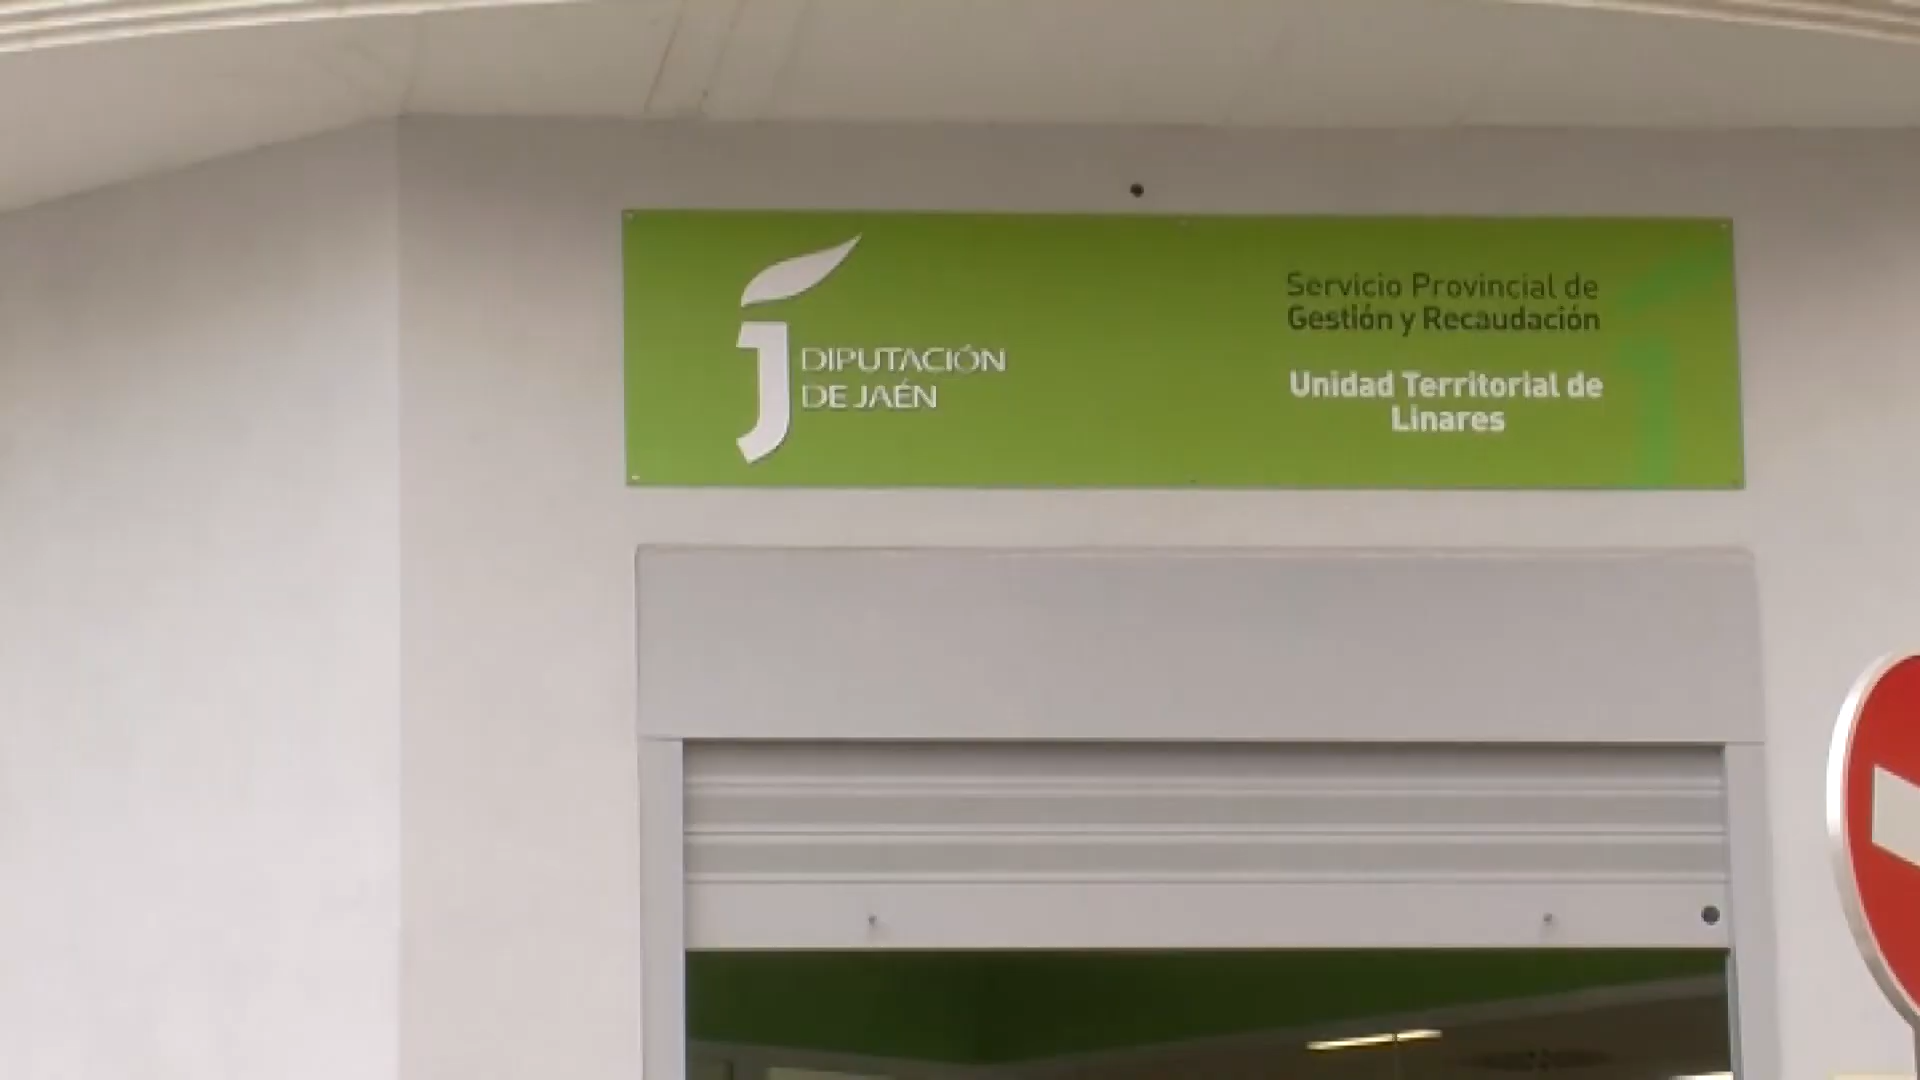 DIPUTACIÓN
DE JAÉN
Servicio Provincial de
Gestión y Recaudación
Unidad Territorial de
Linares